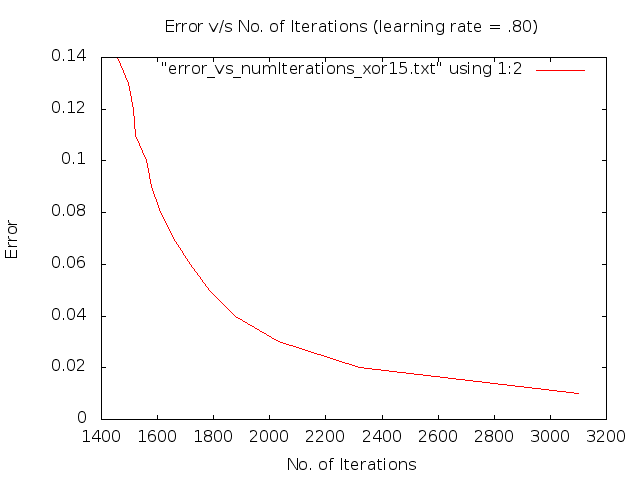 Error v/s No. of Iterations (learning rate = .80)
"error_vs_numIterations_xor15.txt" using 1:2
0.14
0.12
0.1
0.08
0.06
0.04
0.02
0
Error
1400 1600 1800 2000 2200 2400 2600 2800 3000 3200
No. of Iterations